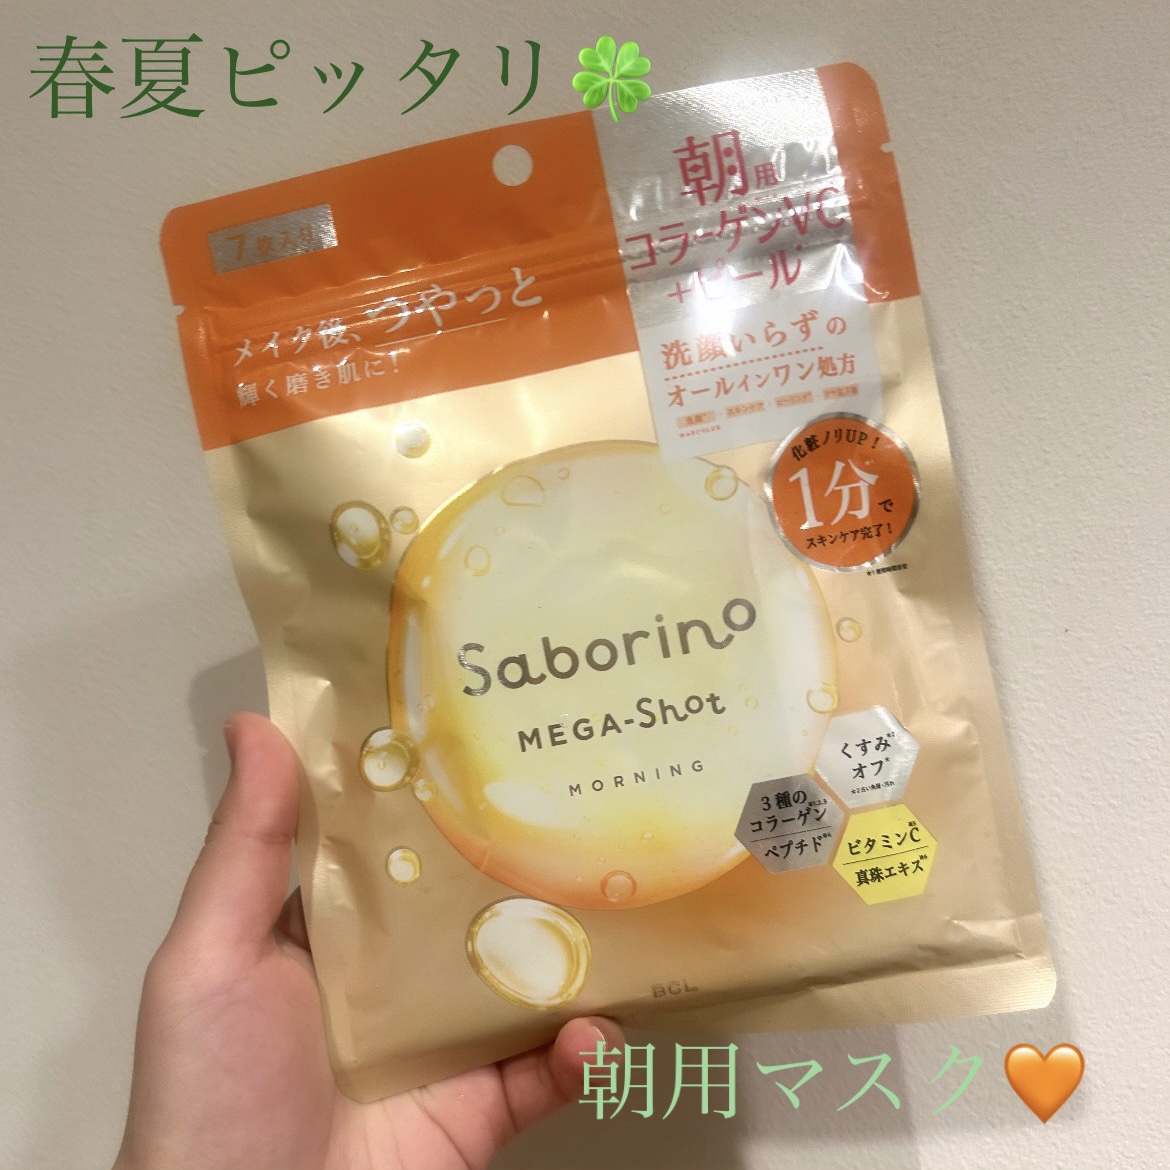 春夏ピッタリ🍀
7枚入り
メイク後、つやっと
輝く磨き肌に!
朝用
コラーゲンVC
+ピール
洗顔いらずの
オールインワン処方
化粧ノリUP!
1分で
スキンケア完了!
Saborino
MEGA-Shot
MORNING
くすみ
オフ
3種の
コラーゲン
ペプチド
ビタミンC
真珠エキス
BCL
朝用マスク🧡